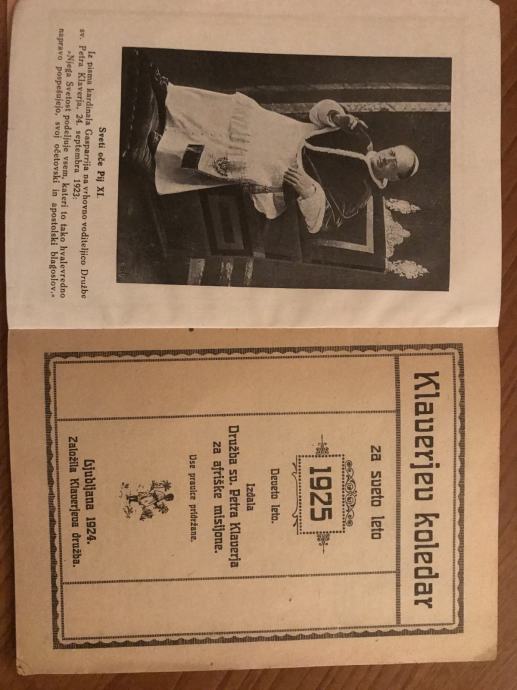 Sveti oče Pij XI.
Iz pisma kardinala Gasparrija na vrhovno voditeljico Družbe
sv. Petra Klaverja, 24. septembra 1923:
»Njega Svetost podeljuje vsem, kateri to tako hvalevredno
napravo pospešujejo, svoj očetovski in apostolski blagoslov.«
Klaverjev koledar
za sveto leto
1925
Deveto leto.
Izdala
Družba sv. Petra Klaverja
za afriške misijone.
Vse pravice pridržane.
Ljubljana 1924.
Založila Klaverjeva družba.